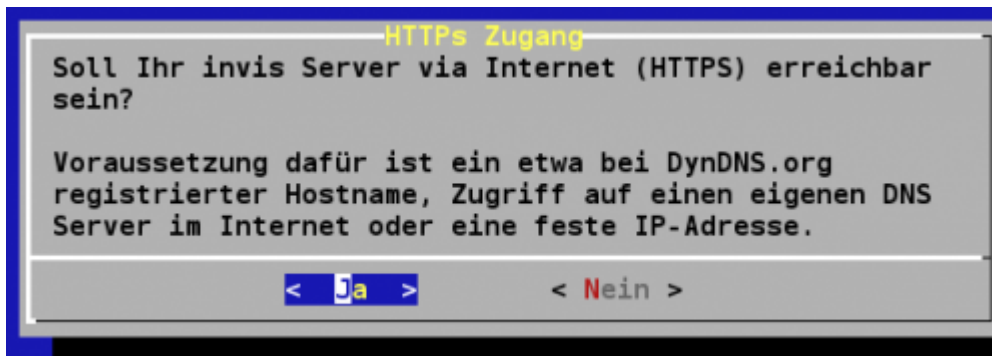 HTTPs Zugang
Soll Ihr invis Server via Internet (HTTPS) erreichbar
sein?
Voraussetzung dafür ist ein etwa bei DynDNS.org
registrierter Hostname, Zugriff auf einen eigenen DNS
Server im Internet oder eine feste IP-Adresse.
< Ja > < Nein >